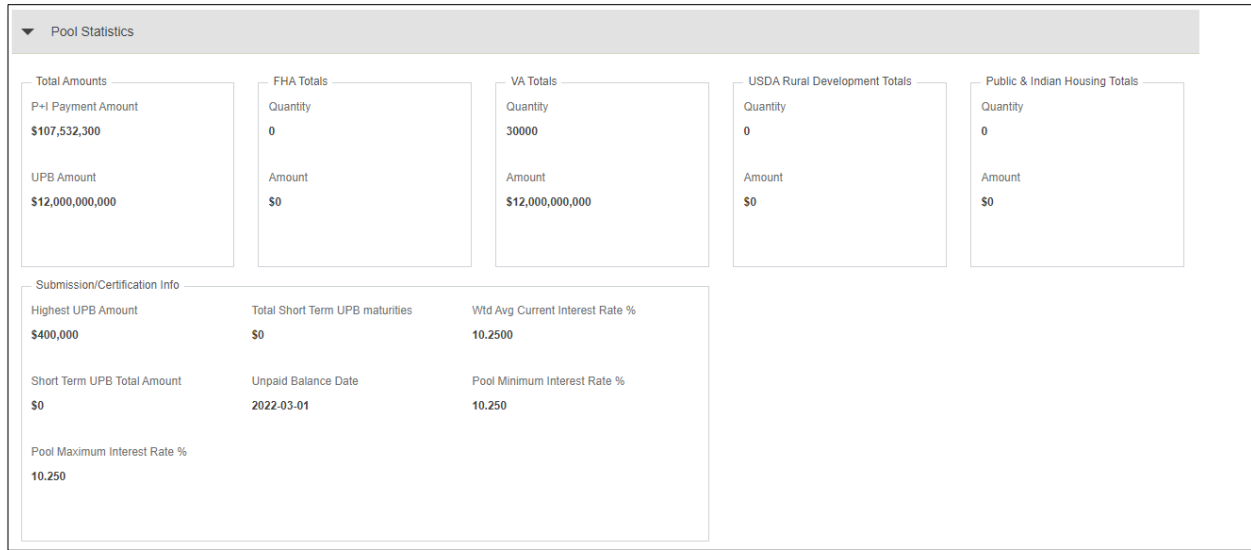 Pool Statistics
Total Amounts
P+I Payment Amount
$107,532,300
UPB Amount
$12,000,000,000
FHA Totals
Quantity
0
Amount
$0
VA Totals
Quantity
30000
Amount
$12,000,000,000
USDA Rural Development Totals
Quantity
0
Amount
$0
Public & Indian Housing Totals
Quantity
0
Amount
$0
Submission/Certification Info
Highest UPB Amount
$400,000
Total Short Term UPB maturities
$0
Wtd Avg Current Interest Rate %
10.2500
Short Term UPB Total Amount
$0
Unpaid Balance Date
2022-03-01
Pool Minimum Interest Rate %
10.250
Pool Maximum Interest Rate %
10.250